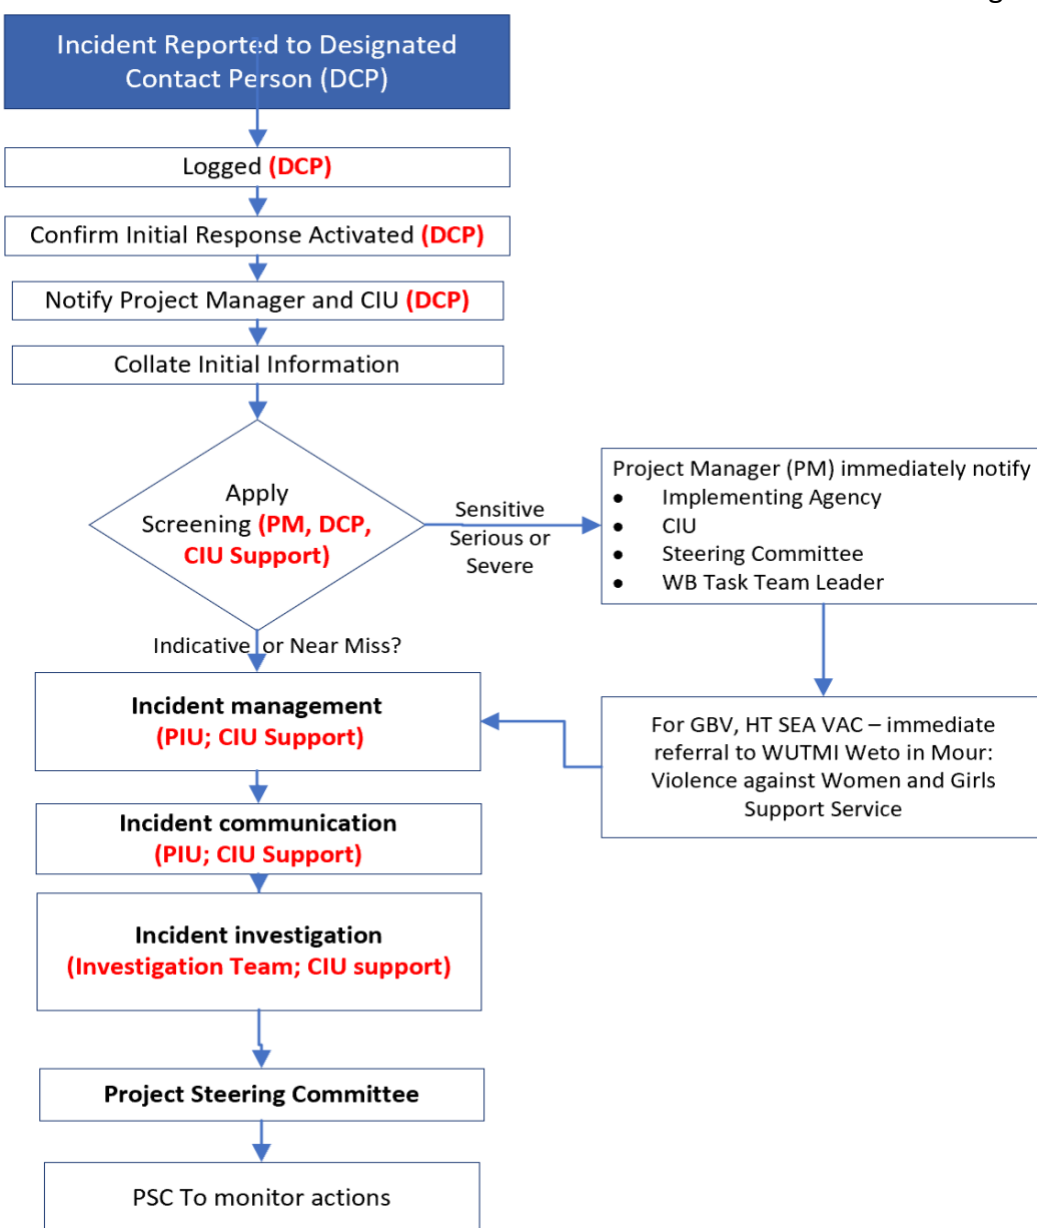 Incident Reported to Designated
Contact Person (DCP)
Logged (DCP)
Confirm Initial Response Activated (DCP)
Notify Project Manager and CIU (DCP)
Collate Initial Information
Apply
Screening (PM, DCP,
CIU Support)
Sensitive
Serious or
Severe
Project Manager (PM) immediately notify
● Implementing Agency
● CIU
● Steering Committee
● WB Task Team Leader
Indicative or Near Miss?
For GBV, HT SEA VAC – immediate
referral to WUTMI Weto in Mour:
Violence against Women and Girls
Support Service
Incident management
(PIU; CIU Support)
Incident communication
(PIU; CIU Support)
Incident investigation
(Investigation Team; CIU support)
Project Steering Committee
PSC To monitor actions